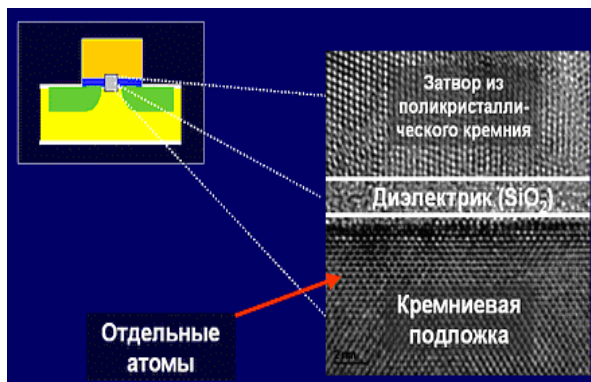 Затвор из
поликристалли-
ческого кремния
Диэлектрик (SiO₂)
Кремниевая
подложка
Отдельные
атомы